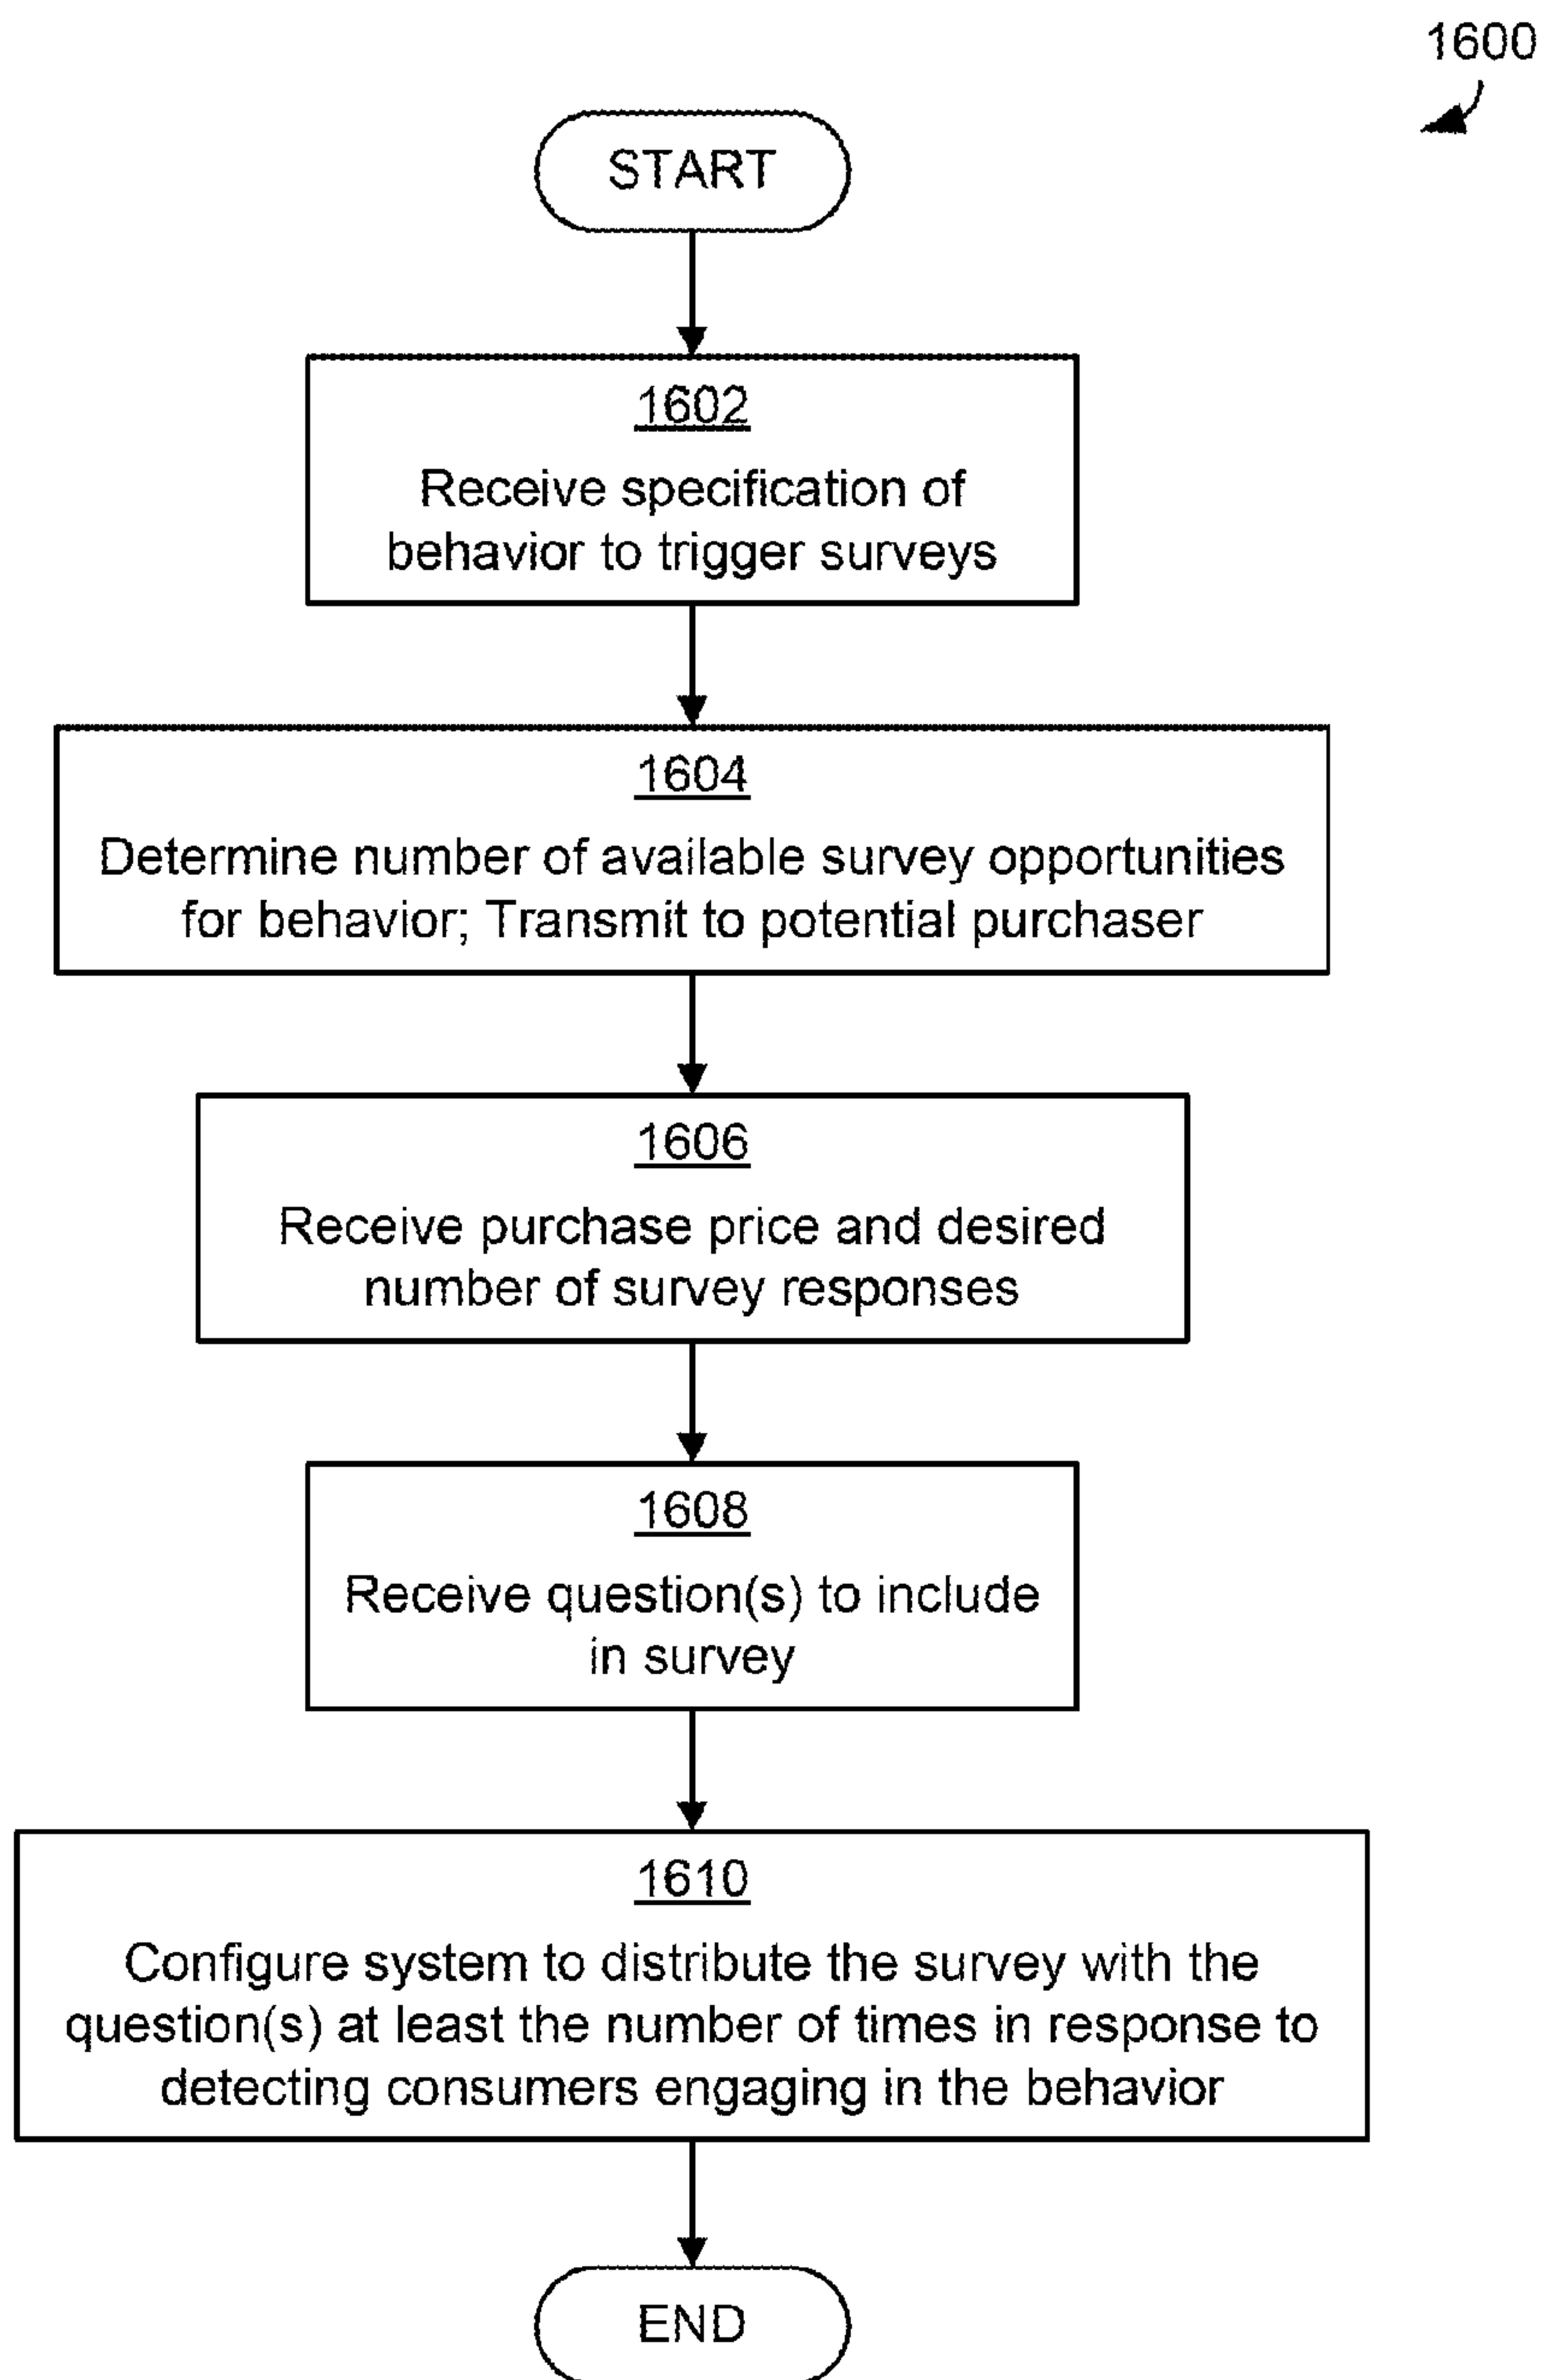 1600
START
1602
Receive specification of
behavior to trigger surveys
1604
Determine number of available survey opportunities
for behavior; Transmit to potential purchaser
1606
Receive purchase price and desired
number of survey responses
1608
Receive question(s) to include
in survey
1610
Configure system to distribute the survey with the
question(s) at least the number of times in response to
detecting consumers engaging in the behavior
END